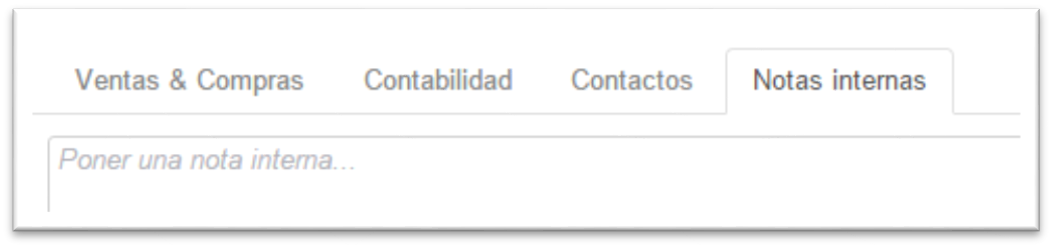 Ventas & Compras Contabilidad Contactos Notas internas
Poner una nota interna...